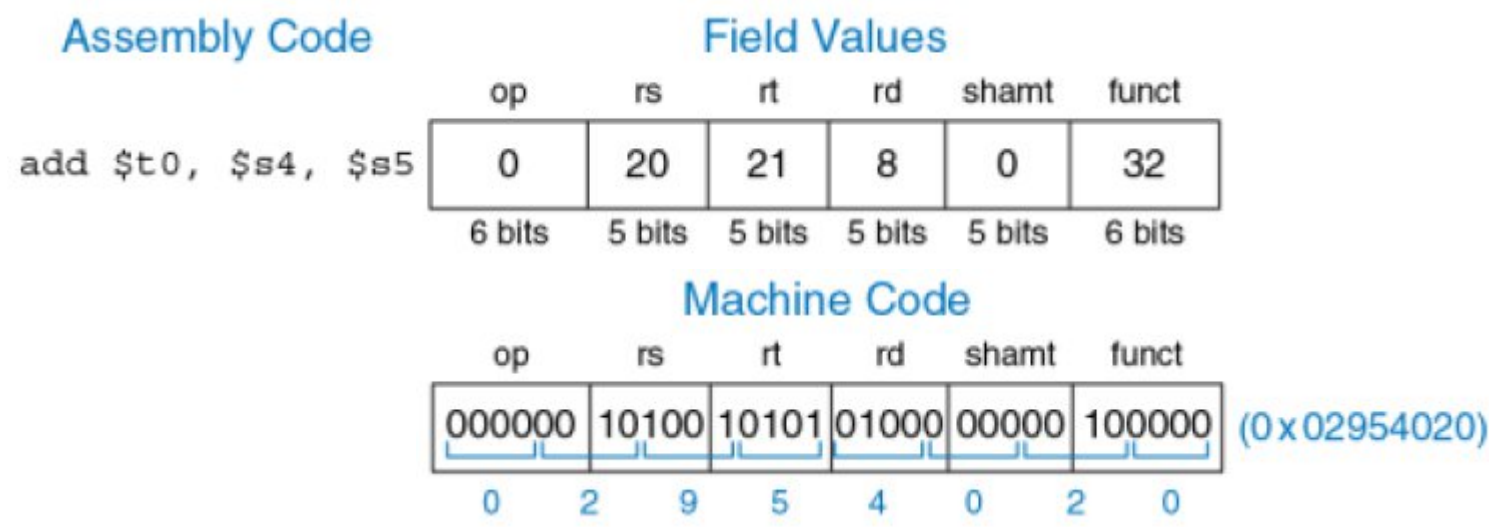 Assembly Code Field Values
op rs rt rd shamt funct
add $t0, $s4, $s5 0 20 21 8 0 32
6 bits 5 bits 5 bits 5 bits 5 bits 6 bits
Machine Code
op rs rt rd shamt funct
000000 10100 10101 01000 00000 100000 (0x02954020)
0 2 9 5 4 0 2 0